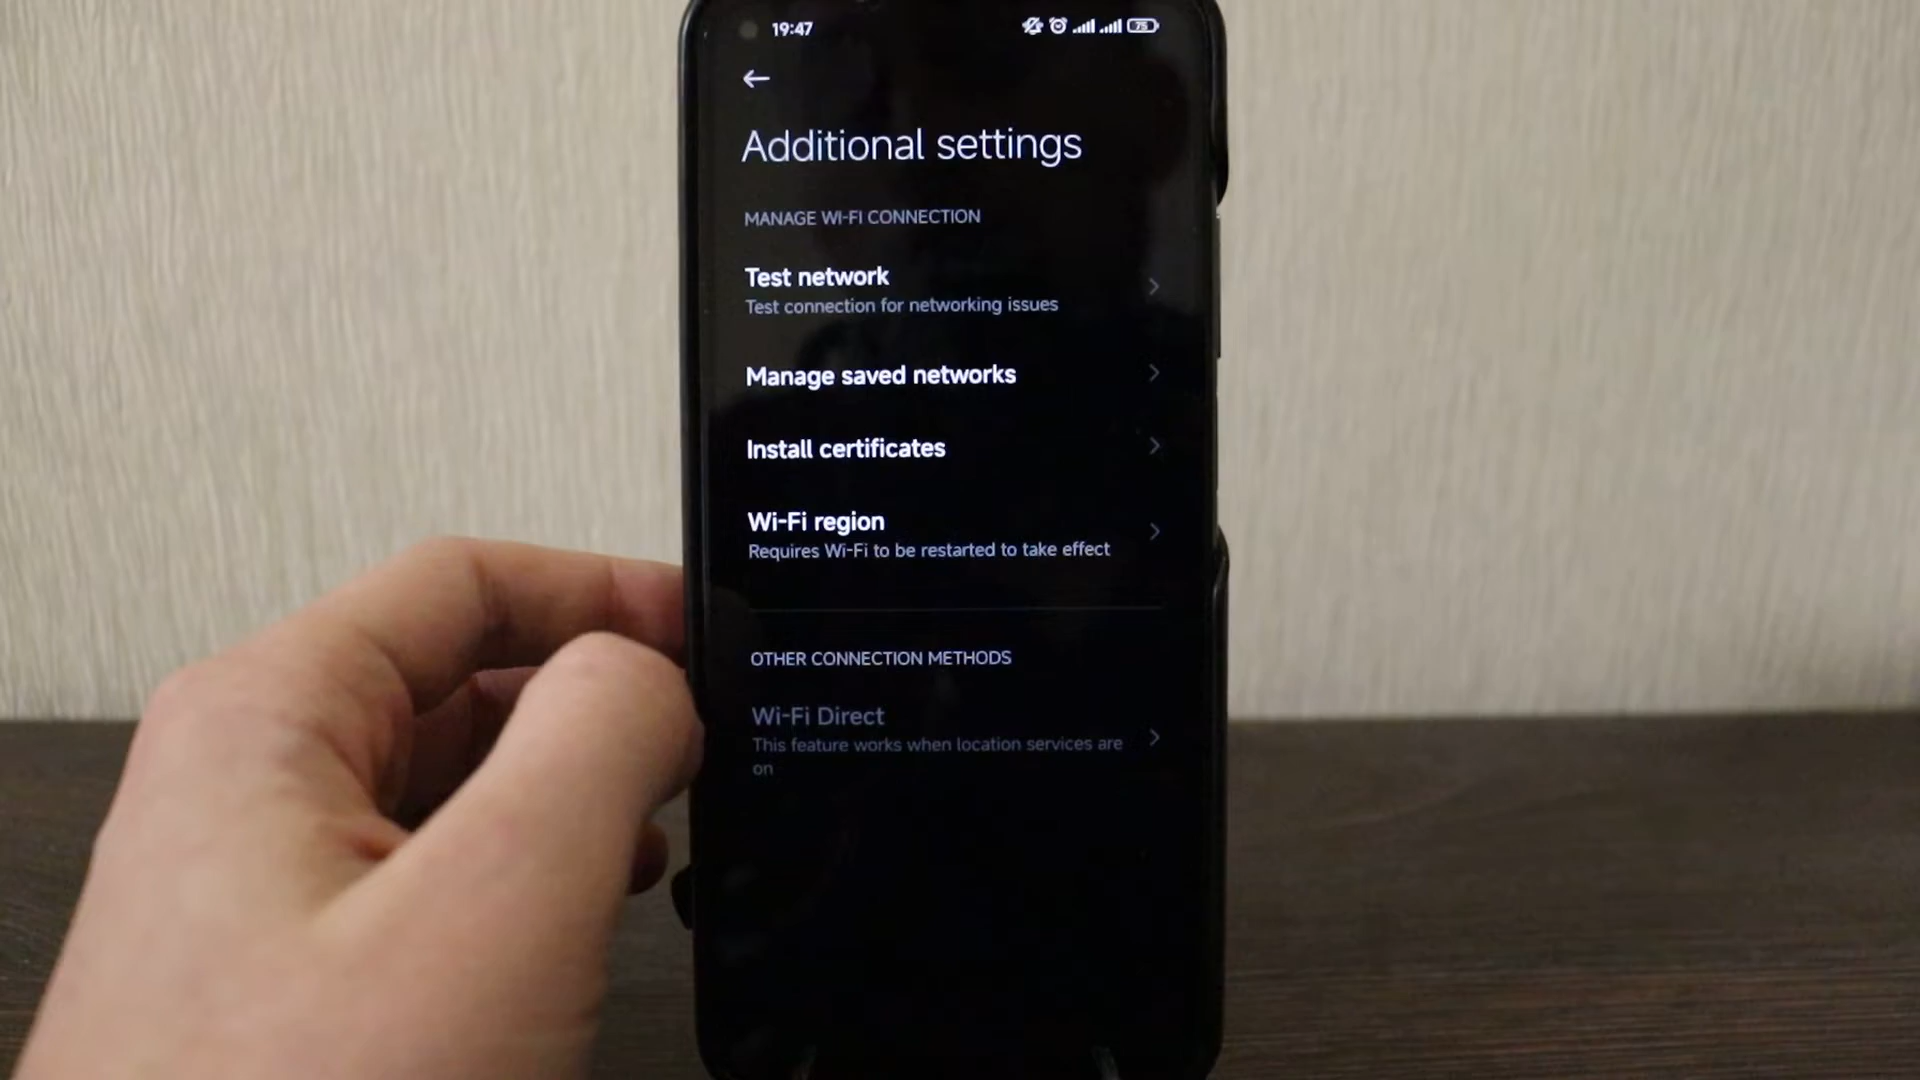 19:47
75
Additional settings
MANAGE WI-FI CONNECTION
Test network
Test connection for networking issues
Manage saved networks
Install certificates
Wi-Fi region
Requires Wi-Fi to be restarted to take effect
OTHER CONNECTION METHODS
Wi-Fi Direct
This feature works when location services are
on